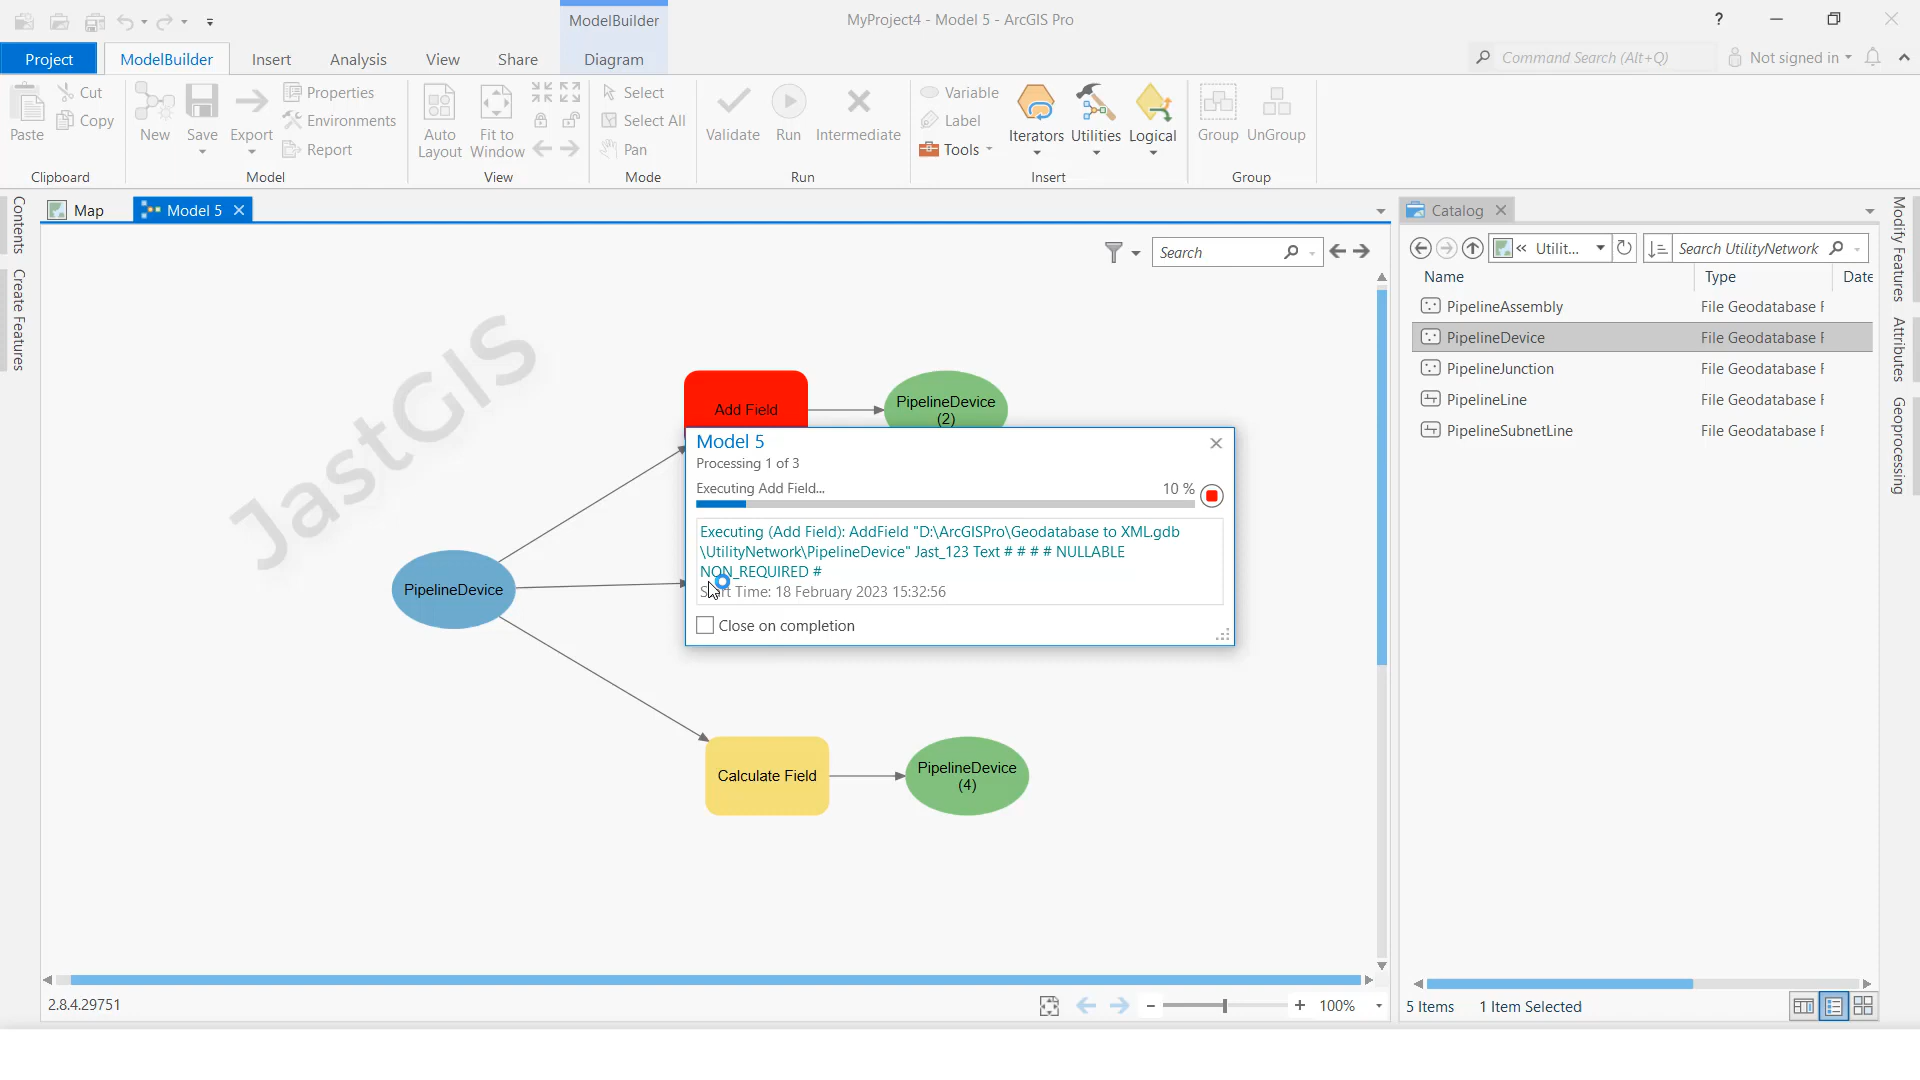 ModelBuilder
MyProject4 - Model 5 - ArcGIS Pro
?
Project
ModelBuilder
Insert
Analysis
View
Share
Diagram
Command Search (Alt+Q)
Not signed in
Paste
Cut
Copy
Clipboard
New
Save
Export
Properties
Environments
Report
Model
Auto
Layout
Fit to
Window
View
Select
Select All
Pan
Mode
Validate
Run
Intermediate
Run
Variable
Label
Tools
Iterators
Utilities
Logical
Insert
Group
UnGroup
Group
Contents
Create Features
Map
Model 5
Search
JastGIS
Add Field
PipelineDevice
(2)
PipelineDevice
Calculate Field
PipelineDevice
(4)
Model 5
Processing 1 of 3
Executing Add Field...
10 %
Executing (Add Field): AddField "D:\ArcGISPro\Geodatabase to XML.gdb
\UtilityNetwork\PipelineDevice" Jast_123 Text # # # # NULLABLE
NON_REQUIRED #
Start Time: 18 February 2023 15:32:56
Close on completion
2.8.4.29751
100%
Catalog
« Utilit...
Search UtilityNetwork
Name Type Date
PipelineAssembly File Geodatabase F
PipelineDevice File Geodatabase F
PipelineJunction File Geodatabase F
PipelineLine File Geodatabase F
PipelineSubnetLine File Geodatabase F
5 Items 1 Item Selected
Modify Features
Attributes
Geoprocessing